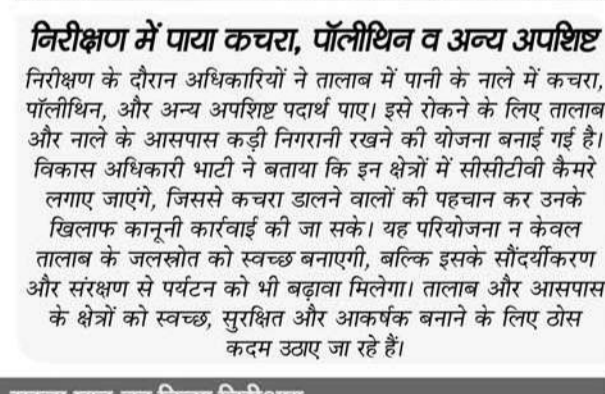 निरीक्षण में पाया कचरा, पॉलीथिन व अन्य अपशिष्ट
निरीक्षण के दौरान अधिकारियों ने तालाब में पानी के नाले में कचरा,
पॉलीथिन, और अन्य अपशिष्ट पदार्थ पाए। इसे रोकने के लिए तालाब
और नाले के आसपास कड़ी निगरानी रखने की योजना बनाई गई है।
विकास अधिकारी भाटी ने बताया कि इन क्षेत्रों में सीसीटीवी कैमरे
लगाए जाएंगे, जिससे कचरा डालने वालों की पहचान कर उनके
खिलाफ कानूनी कार्रवाई की जा सके। यह परियोजना न केवल
तालाब के जलस्रोत को स्वच्छ बनाएगी, बल्कि इसके सौंदर्यीकरण
और संरक्षण से पर्यटन को भी बढ़ावा मिलेगा। तालाब और आसपास
के क्षेत्रों को स्वच्छ, सुरक्षित और आकर्षक बनाने के लिए ठोस
कदम उठाए जा रहे हैं।